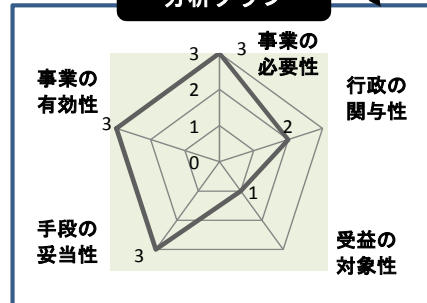 分析グラフ
3 3 事業の
必要性
事業の
有効性
行政の
関与性
2
3
1
2
0
1
手段の
妥当性
3
受益の
対象性